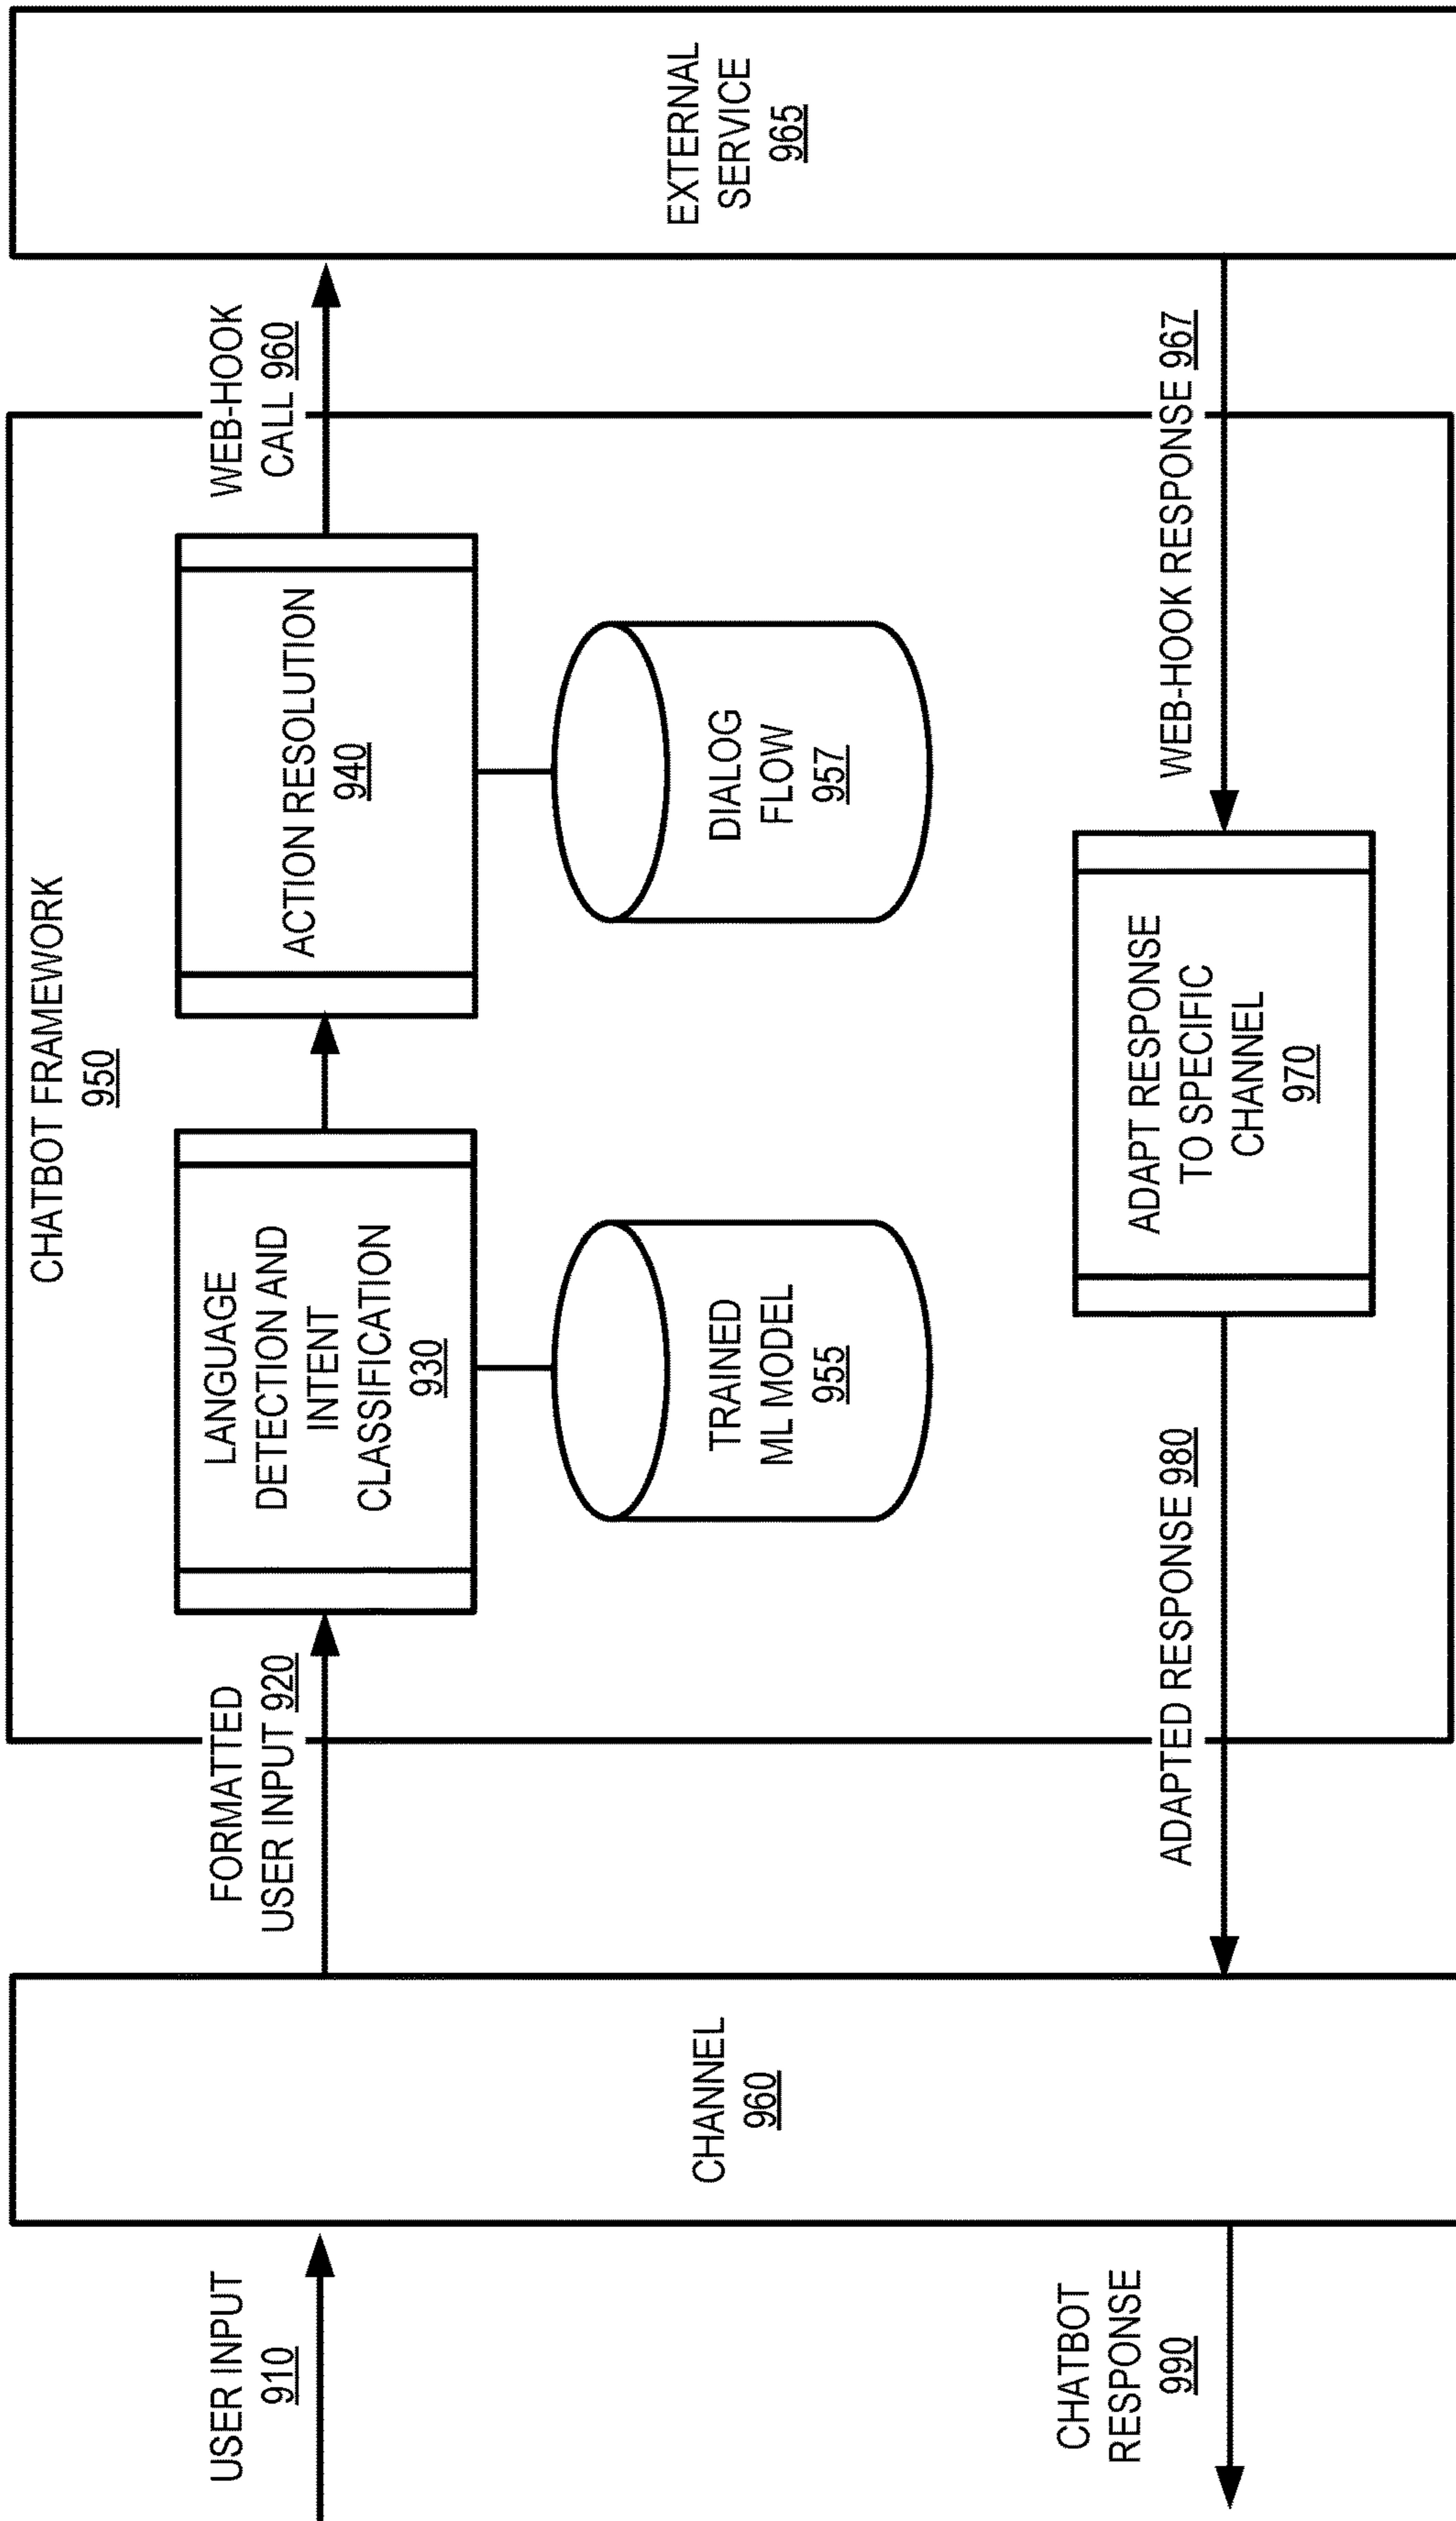 USER INPUT
910
CHATBOT
RESPONSE
990
CHANNEL
960
FORMATTED
USER INPUT 920
ADAPTED RESPONSE 980
CHATBOT FRAMEWORK
950
LANGUAGE
DETECTION AND
INTENT
CLASSIFICATION
930
TRAINED
ML MODEL
955
ACTION RESOLUTION
940
DIALOG
FLOW
957
ADAPT RESPONSE
TO SPECIFIC
CHANNEL
970
WEB-HOOK
CALL 960
WEB-HOOK RESPONSE 967
EXTERNAL
SERVICE
965